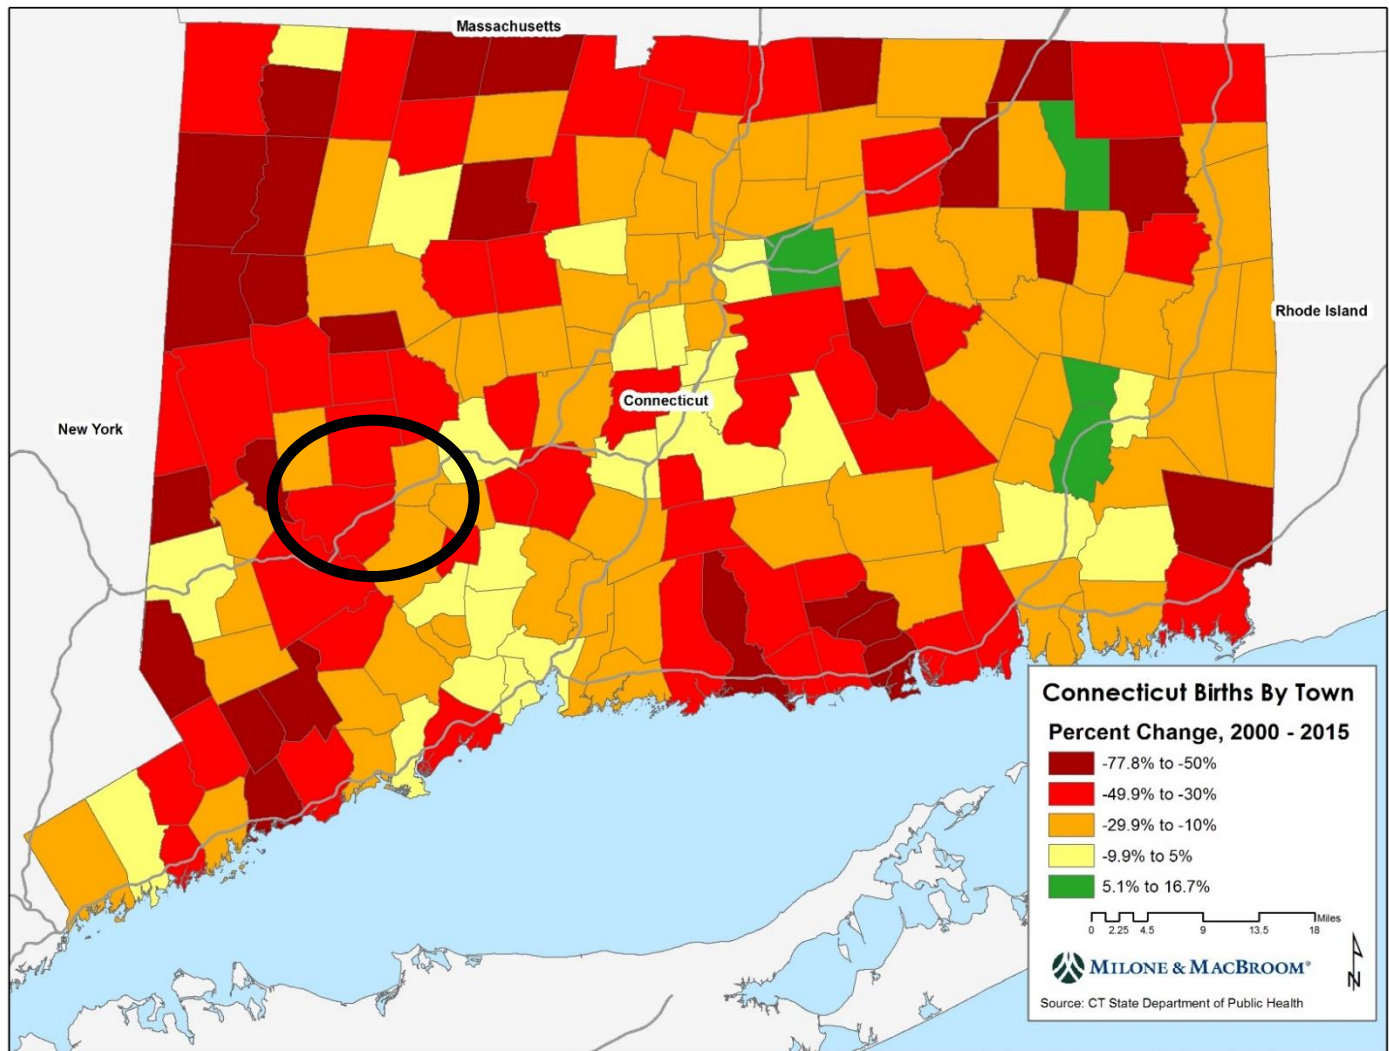 Massachusetts
Rhode Island
Connecticut
New York
Connecticut Births By Town
Percent Change, 2000 - 2015
-77.8% to -50%
-49.9% to -30%
-29.9% to -10%
-9.9% to 5%
5.1% to 16.7%
Miles
0 2.25 4.5 9 13.5 18
MILONE & MACBROOM®
N
Source: CT State Department of Public Health